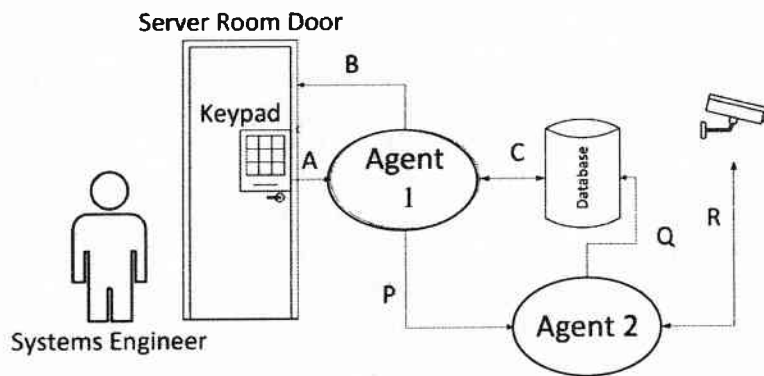 Server Room Door
B
Keypad
A
Agent
1
C
Database
R
Q
P
Agent 2
Systems Engineer